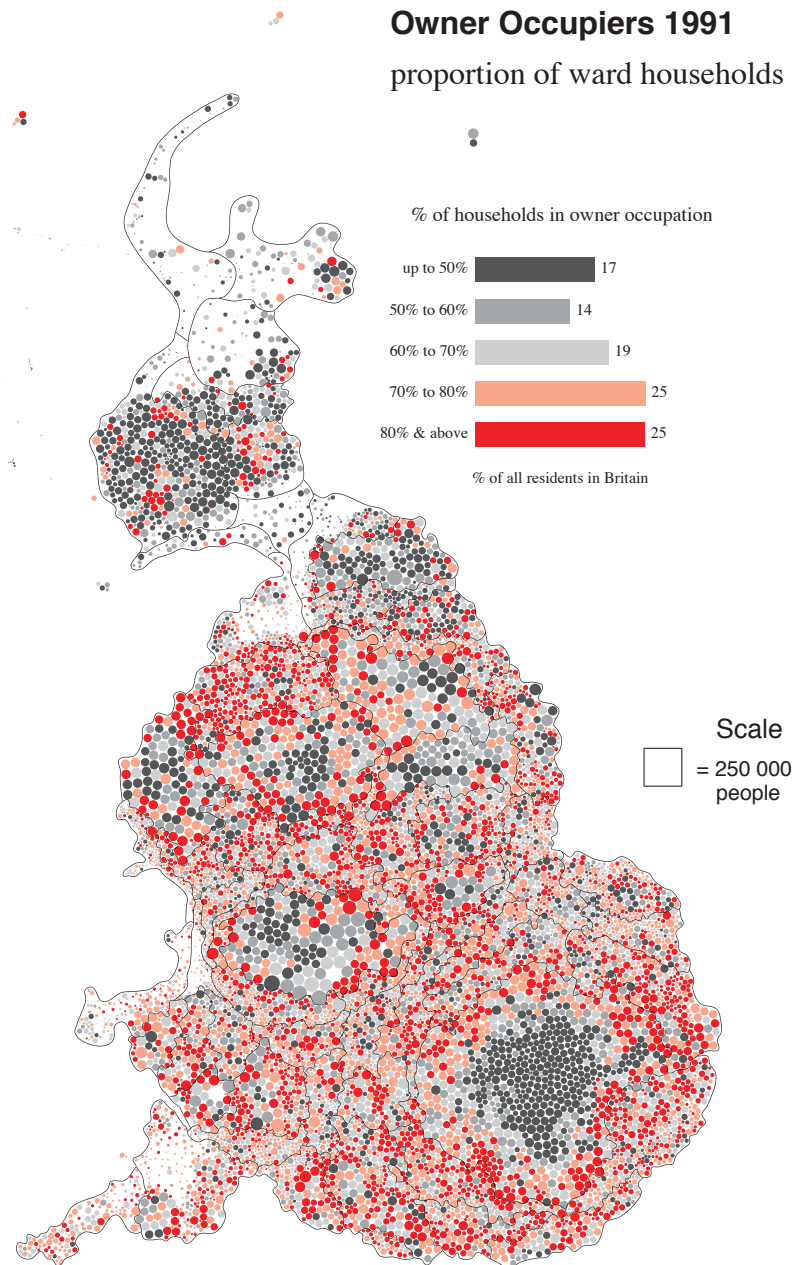 Owner Occupiers 1991
proportion of ward households
% of households in owner occupation
up to 50% 17
50% to 60% 14
60% to 70% 19
70% to 80% 25
80% & above 25
% of all residents in Britain
Scale
= 250 000
people